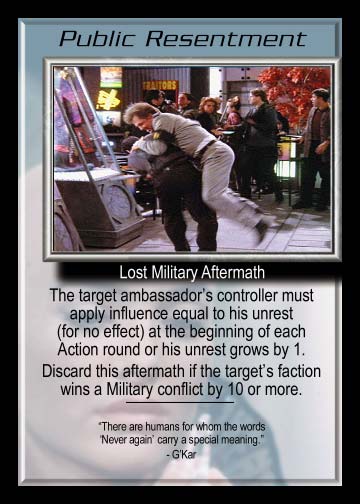 Public Resentment
TRAITORS
Lost Military Aftermath
The target ambassador's controller must
apply influence equal to his unrest
(for no effect) at the beginning of each
Action round or his unrest grows by 1.
Discard this aftermath if the target's faction
wins a Military conflict by 10 or more.
"There are humans for whom the words
'Never again' carry a special meaning."
- G'Kar